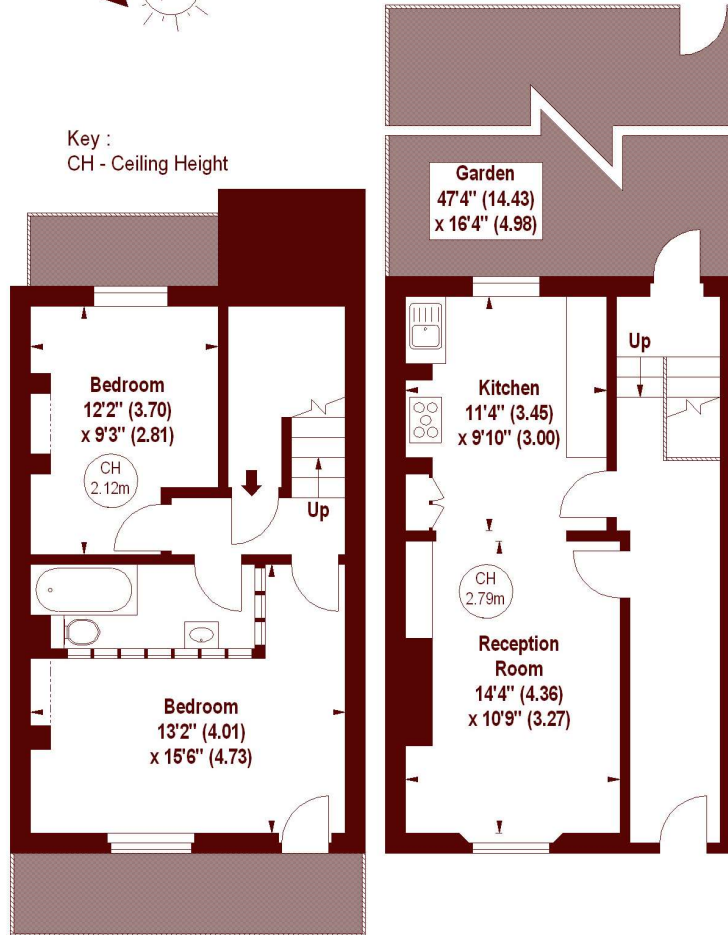 Key :
CH - Ceiling Height
Garden
47'4" (14.43)
x 16'4" (4.98)
Bedroom
12'2" (3.70)
x 9'3" (2.81)
CH
2.12m
Up
Up
Kitchen
11'4" (3.45)
x 9'10" (3.00)
CH
2.79m
Reception
Room
14'4" (4.36)
x 10'9" (3.27)
Bedroom
13'2" (4.01)
x 15'6" (4.73)